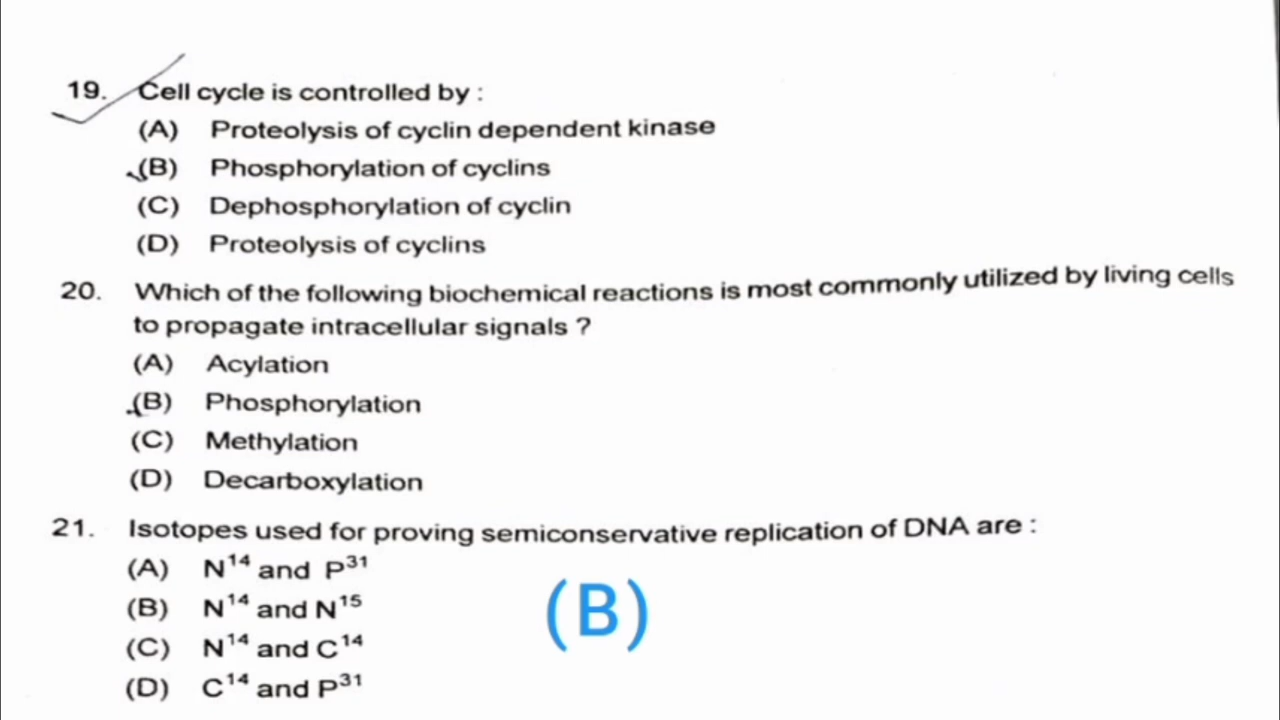 19. Cell cycle is controlled by :
(A) Proteolysis of cyclin dependent kinase
(B) Phosphorylation of cyclins
(C) Dephosphorylation of cyclin
(D) Proteolysis of cyclins
20. Which of the following biochemical reactions is most commonly utilized by living cells
to propagate intracellular signals ?
(A) Acylation
(B) Phosphorylation
(C) Methylation
(D) Decarboxylation
21. Isotopes used for proving semiconservative replication of DNA are :
(A) N¹⁴ and P³¹
(B) N¹⁴ and N¹⁵
(B)
(C) N¹⁴ and C¹⁴
(D) C¹⁴ and P³¹